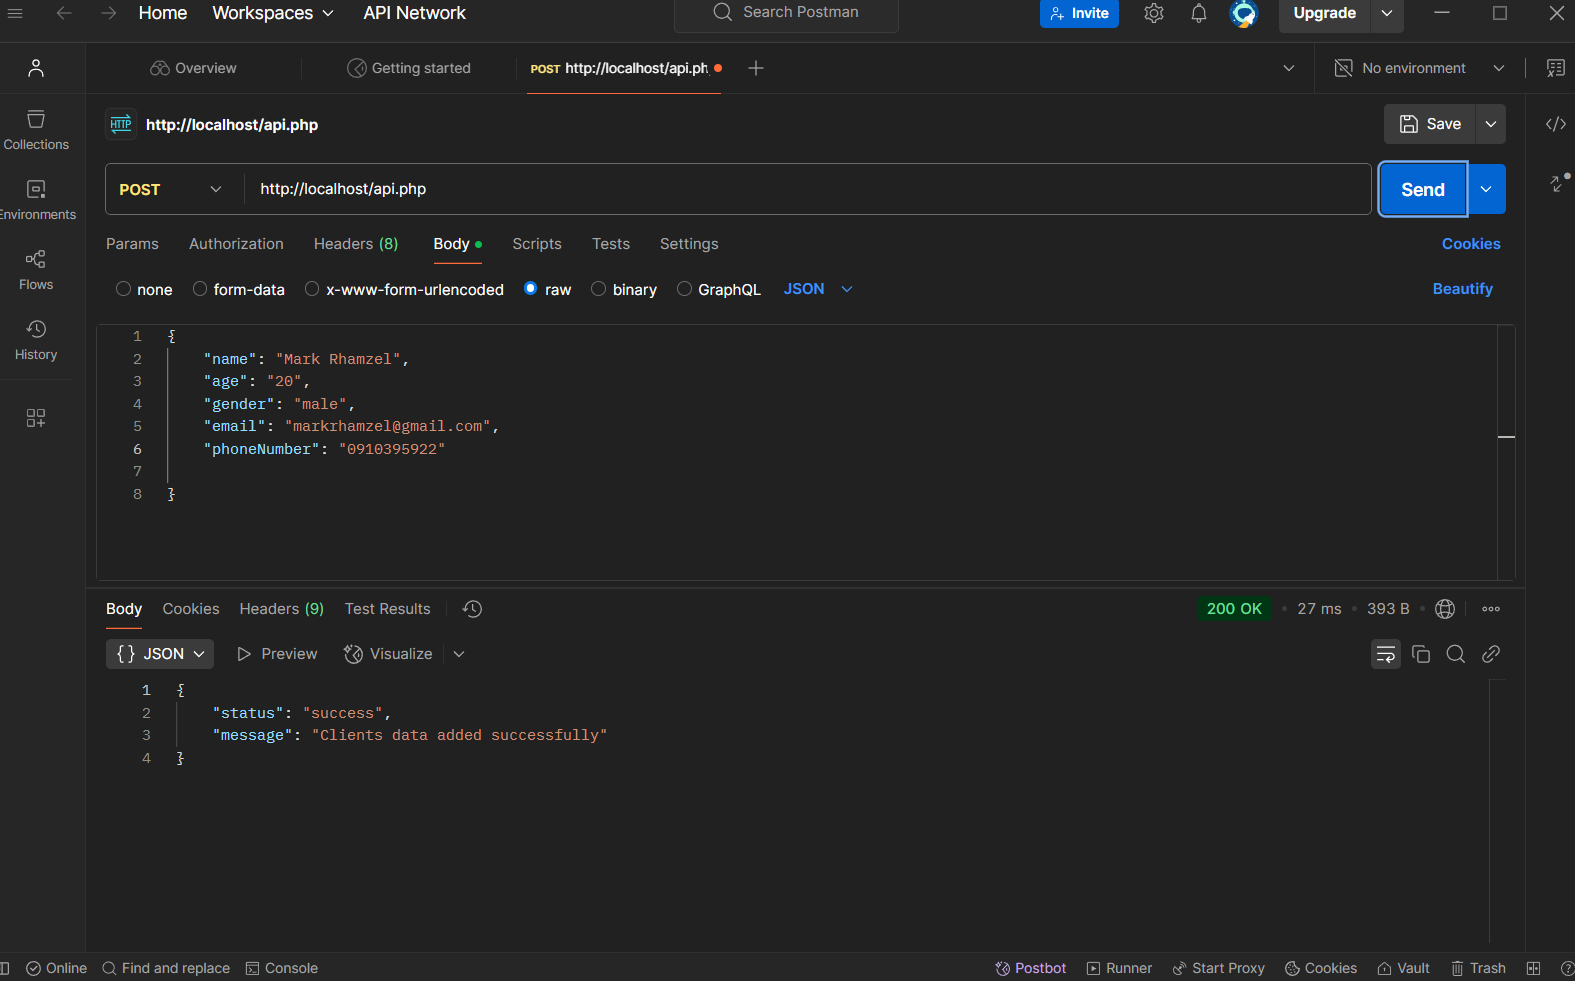 Home Workspaces API Network Search Postman Invite Upgrade
Overview Getting started POST http://localhost/api.ph No environment
HTTP http://localhost/api.php Save
Collections
POST http://localhost/api.php Send
Environments
Params Authorization Headers (8) Body Scripts Tests Settings Cookies
Flows
none form-data x-www-form-urlencoded raw binary GraphQL JSON Beautify
History
1 {
2 "name": "Mark Rhamzel",
3 "age": "20",
4 "gender": "male",
5 "email": "markrhamzel@gmail.com",
6 "phoneNumber": "0910395922"
7
8 }
Body Cookies Headers (9) Test Results 200 OK 27 ms 393 B
{} JSON Preview Visualize
1 {
2 "status": "success",
3 "message": "Clients data added successfully"
4 }
Online Find and replace Console Postbot Runner Start Proxy Cookies Vault Trash